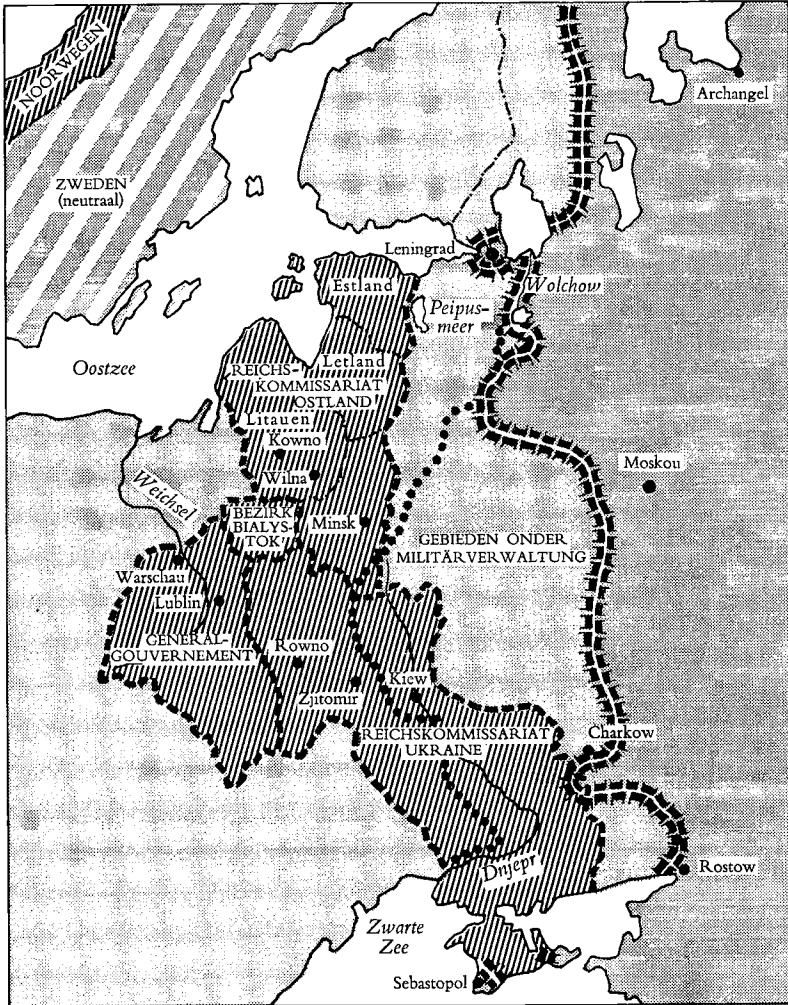 NOORWEGEN
Archangel
ZWEDEN
(neutraal)
Leningrad
Wolchow
Estland
Peipus-
meer
Oostzee
Letland
REICHS-
KOMMISSARIAT
OSTLAND
Litauen
Kowno
Moskou
Wilna
Weichsel
BEZIRK
BIALYS-
TOK
Minsk
GEBIEDEN ONDER
MILITÄRVERWALTUNG
Warschau
Lublin
GENERAL-
GOUVERNEMENT
Rowno
Kiew
Zjitomir
Charkow
REICHSKOMMISSARIAT
UKRAINE
Dnjepr
Rostow
Zwarte
Zee
Sebastopol